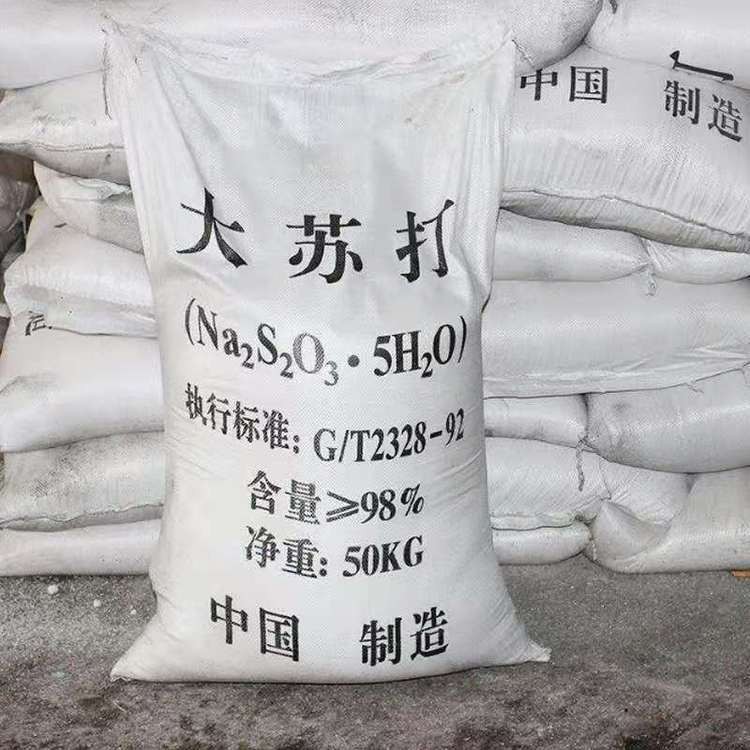 大苏打
(Na₂S₂O₃·5H₂O)
执行标准: G/T2328-92
含量≥98%
净重: 50KG
中国 制造
中国 制造